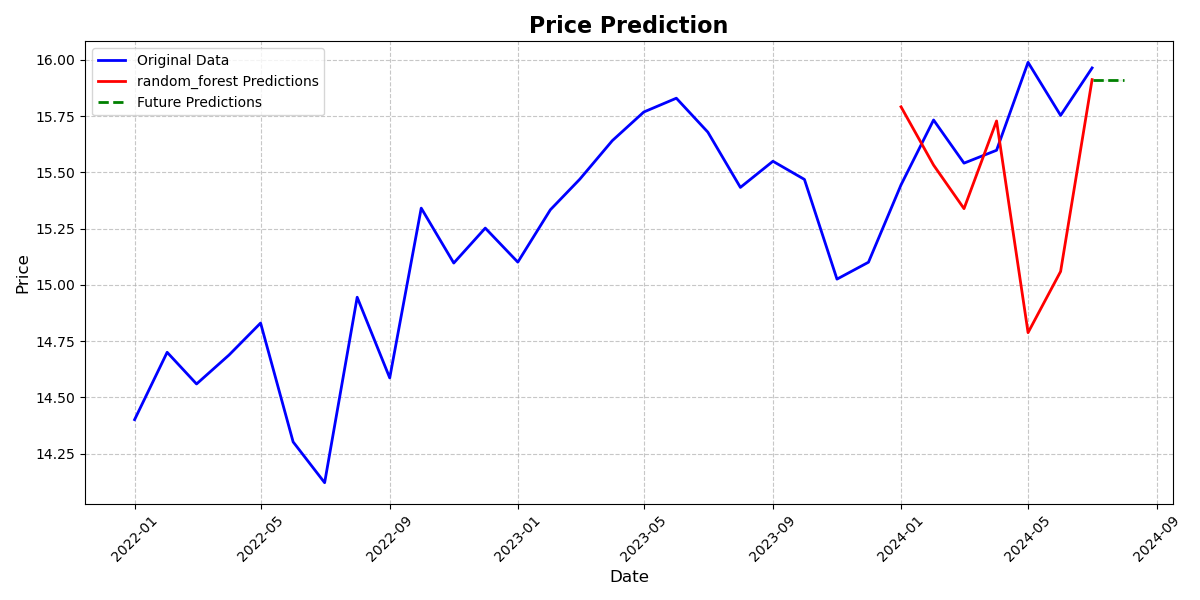 Price Prediction
Original Data
random_forest Predictions
Future Predictions
16.00
15.75
15.50
15.25
15.00
14.75
14.50
14.25
Price
2022-01
2022-05
2022-09
2023-01
2023-05
2023-09
2024-01
2024-05
2024-09
Date